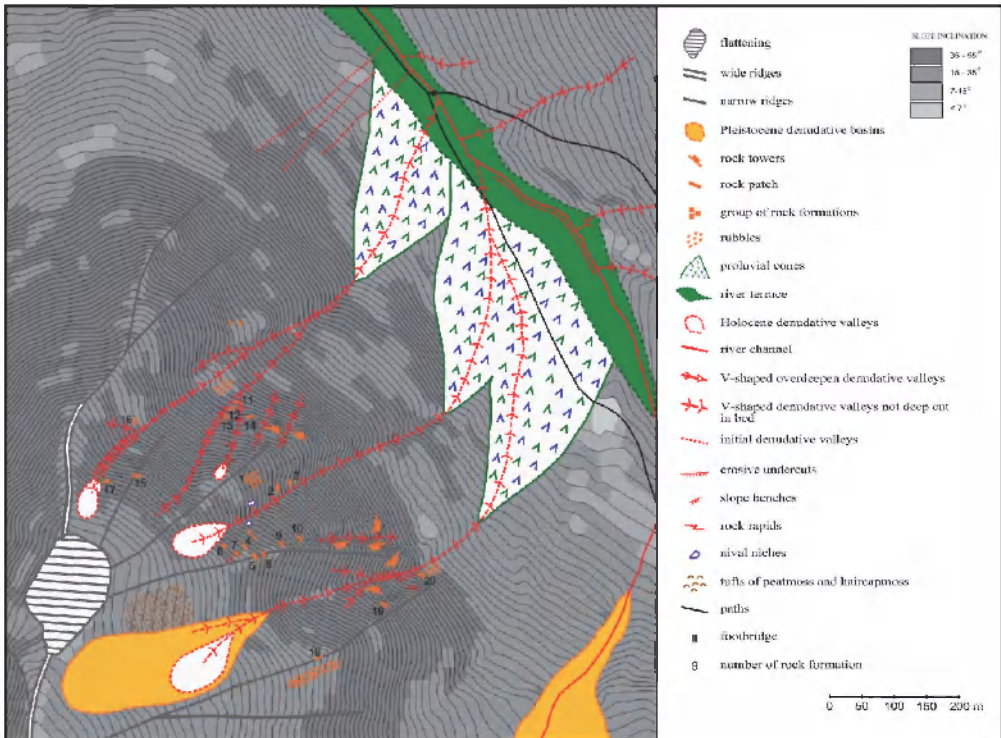 SLOPE INCLINATION
flattening
wide ridges
narrow ridges
7-18°
< 7°
Pleistocene denudative basins
rock towers
rock patch
group of rock formations
rubbles
proluvial cones
river terrace
Holocene denudative valleys
river channel
V-shaped overdeepen denudative valleys
V-shaped denudative valleys not deep cut
in bed
initial denudative valleys
erosive undercuts
slope benches
rock rapids
nival niches
tufts of peatmoss and haircapmoss
paths
footbridge
9 number of rock formation
0 50 100 150 200 m
11
12
13 14
16
17
15
2
10
9
6
5 8
20
19
18